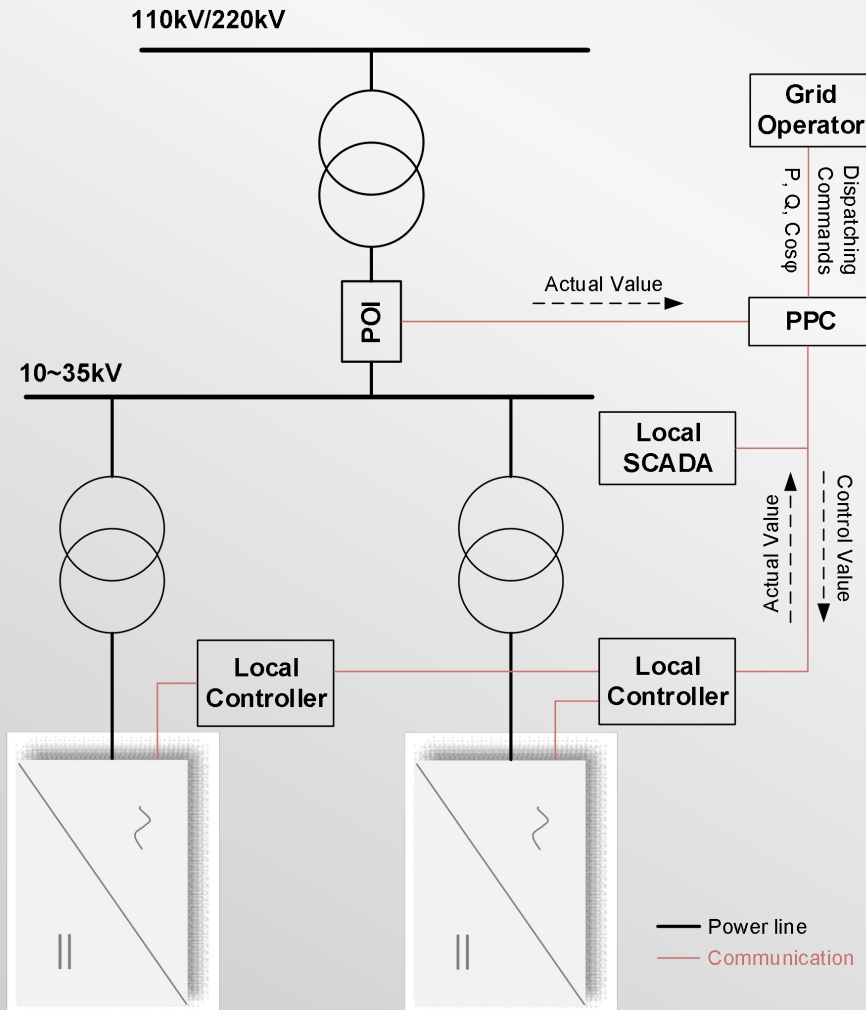 110kV/220kV
Grid
Operator
Dispatching
Commands
P, Q, Cosφ
Actual Value
POI
PPC
10~35kV
Local
SCADA
Actual Value
Control Value
Local
Controller
Local
Controller
Power line
Communication